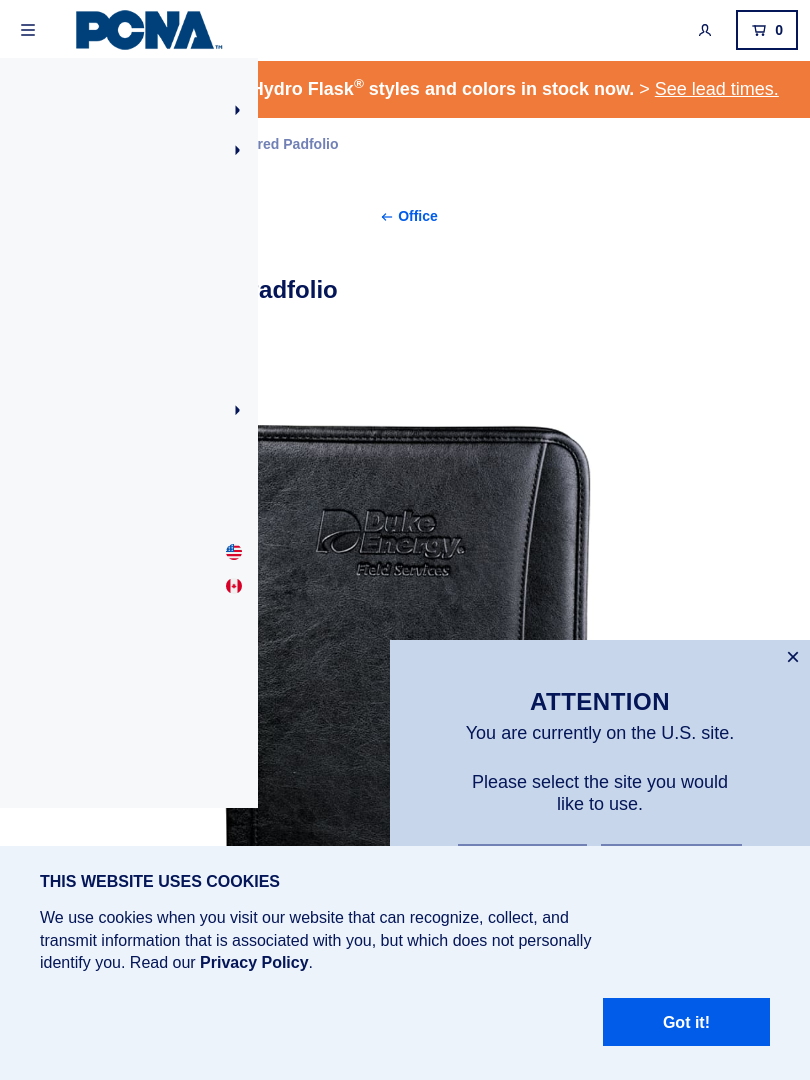 PCNA™
0
Hydro Flask® styles and colors in stock now. > See lead times.
red Padfolio
← Office
adfolio
Duke
Energy®
Field Services
ATTENTION
You are currently on the U.S. site.
Please select the site you would
like to use.
THIS WEBSITE USES COOKIES
We use cookies when you visit our website that can recognize, collect, and
transmit information that is associated with you, but which does not personally
identify you. Read our Privacy Policy.
Got it!